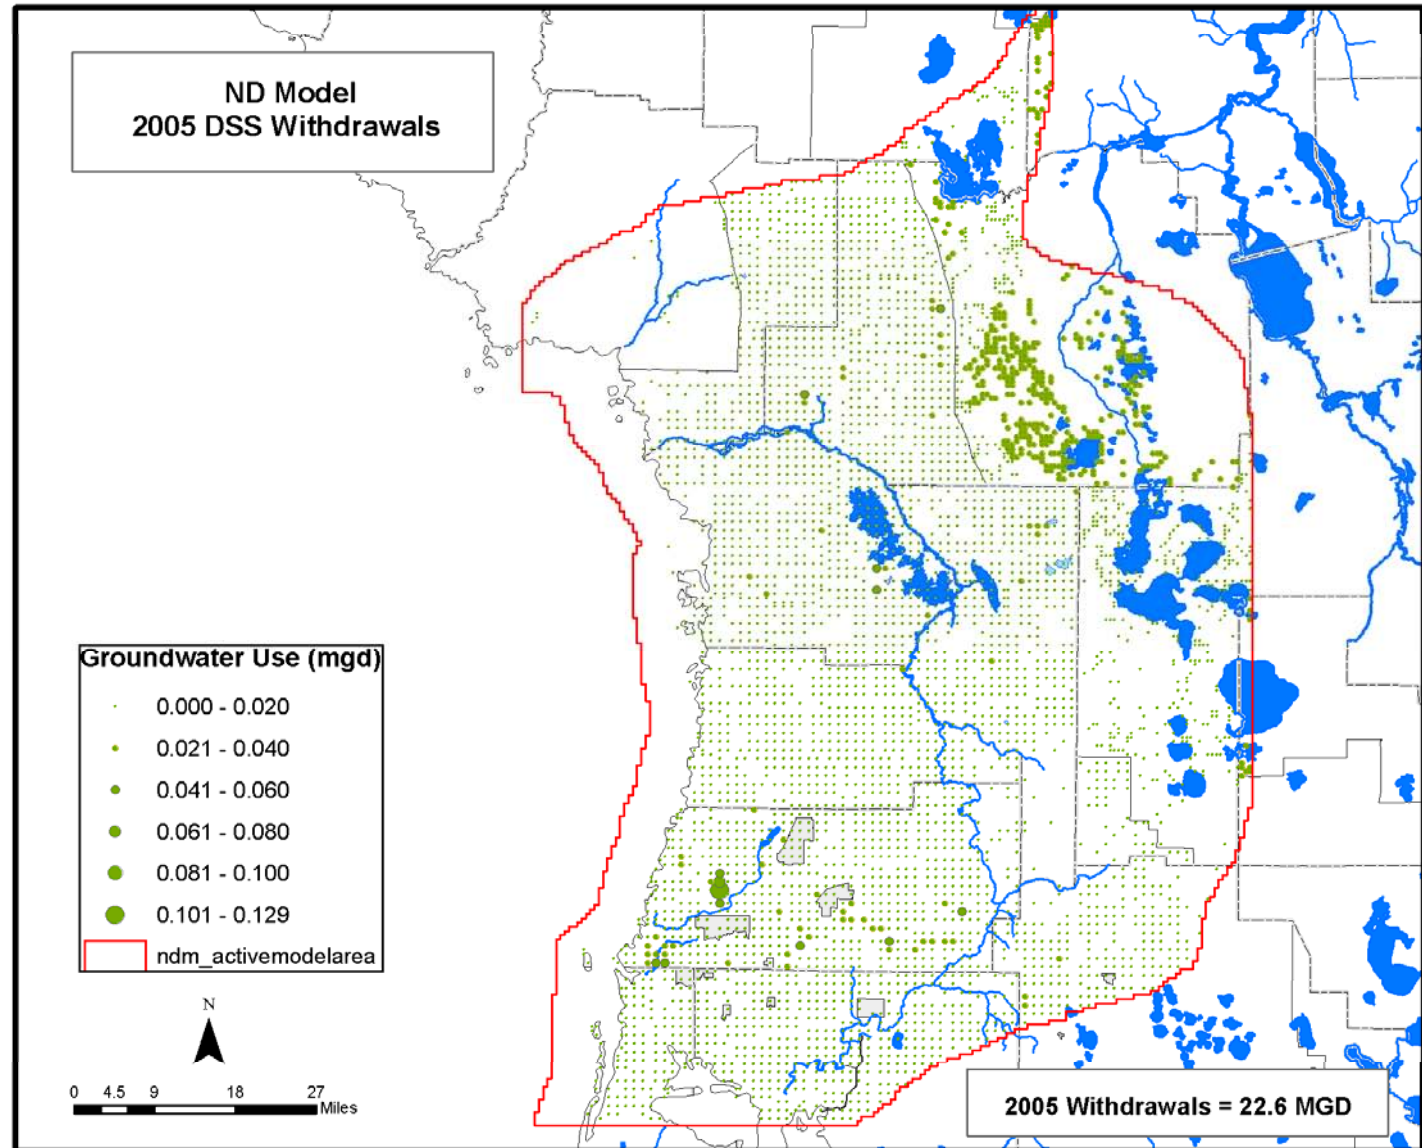 ND Model
2005 DSS Withdrawals
Groundwater Use (mgd)
0.000 - 0.020
0.021 - 0.040
0.041 - 0.060
0.061 - 0.080
0.081 - 0.100
0.101 - 0.129
ndm_activemodelarea
N
0 4.5 9 18 27
Miles
2005 Withdrawals = 22.6 MGD